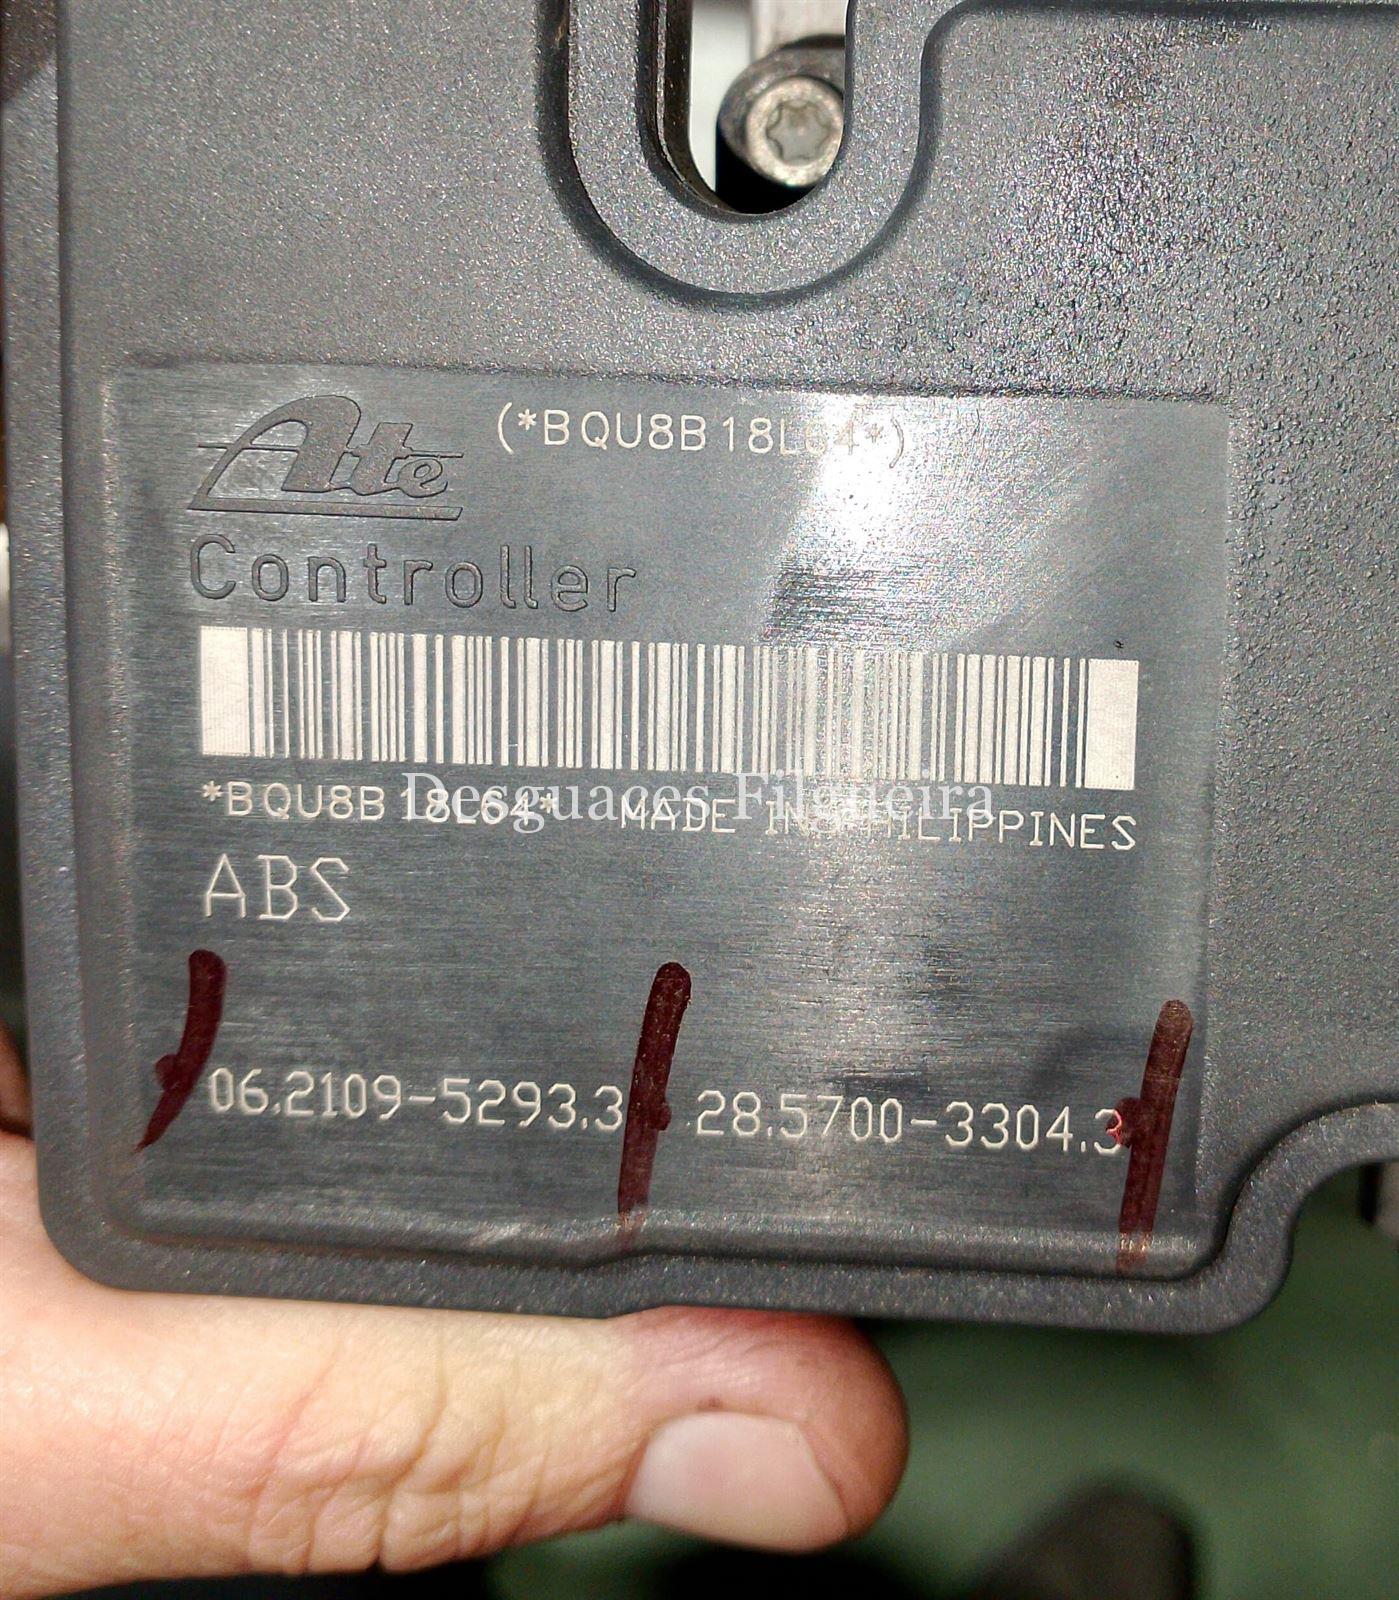 Ate (*BQU8B18L64*)
Controller
*BQU8B18L64* MADE IN PHILIPPINES
Desguaces Filgueira
ABS
06.2109-5293.3 28.5700-3304.3